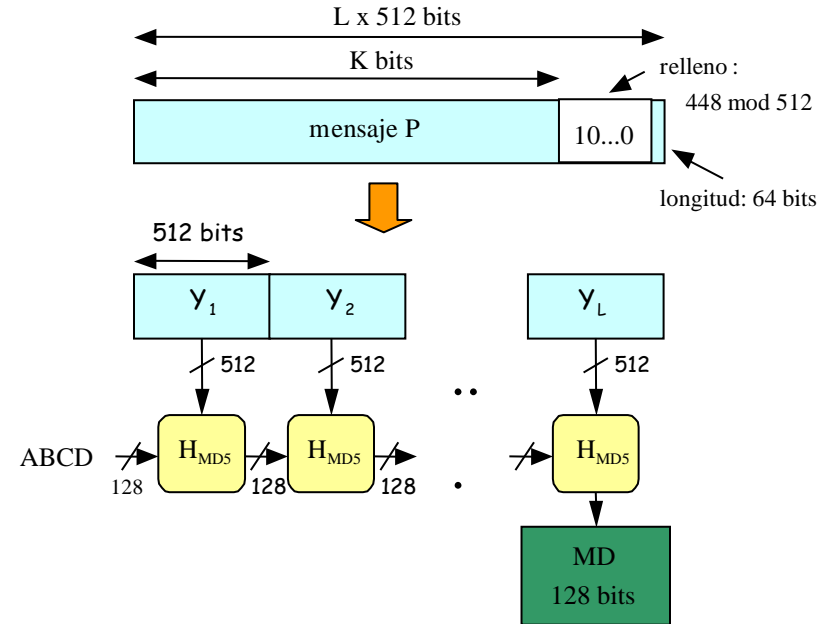 L x 512 bits
K bits
relleno :
448 mod 512
mensaje P
10...0
longitud: 64 bits
512 bits
Y1
Y2
YL
512
512
512
ABCD
128
HMD5
128
HMD5
128
HMD5
MD
128 bits